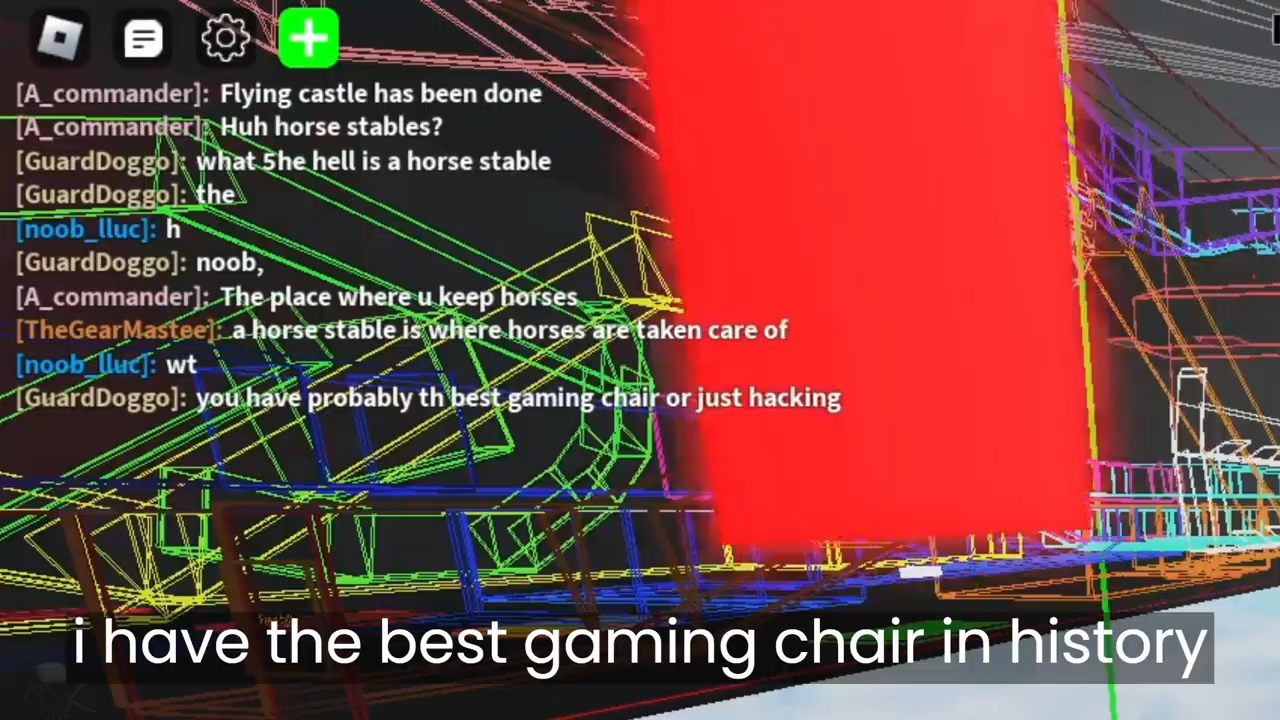 [A_commander]: Flying castle has been done
[A_commander]: Huh horse stables?
[GuardDoggo]: what 5he hell is a horse stable
[GuardDoggo]: the
[noob_lluc]: h
[GuardDoggo]: noob,
[A_commander]: The place where u keep horses
[TheGearMastee]: a horse stable is where horses are taken care of
[noob_lluc]: wt
[GuardDoggo]: you have probably th best gaming chair or just hacking
i have the best gaming chair in history